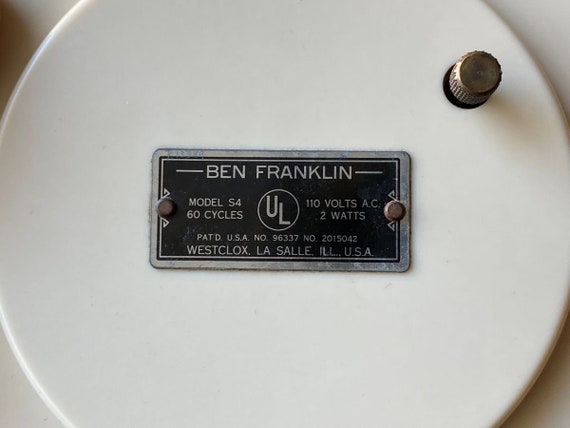 BEN FRANKLIN
MODEL S4 UL 110 VOLTS A.C.
60 CYCLES 2 WATTS
PAT'D. U.S.A. NO. 96337 NO. 2015042
WESTCLOX, LA SALLE, ILL., U.S.A.